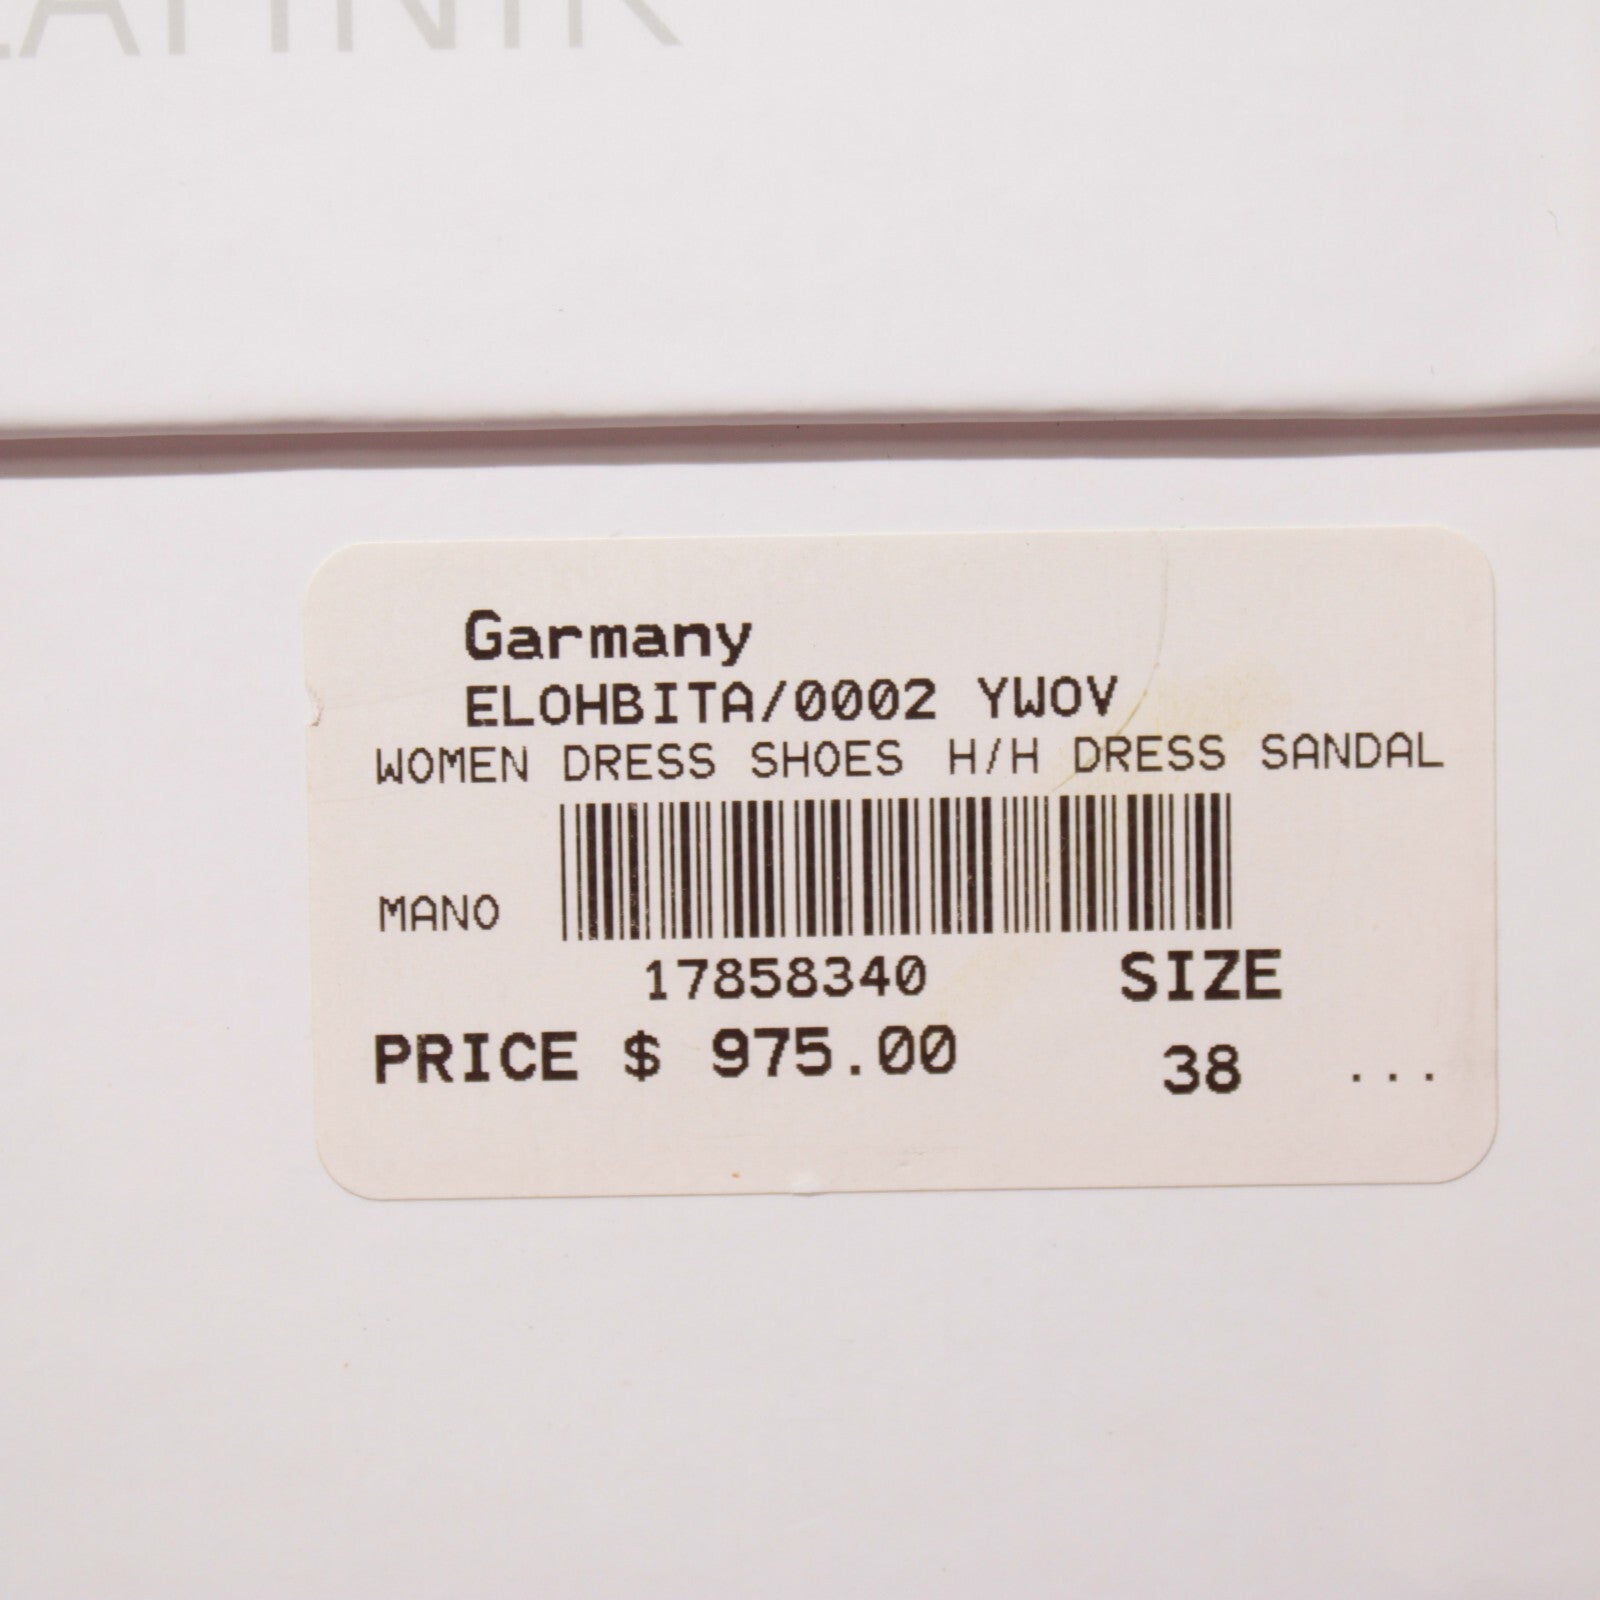 Garmany
ELOHBITA/0002 YWOV
WOMEN DRESS SHOES H/H DRESS SANDAL
MANO
17858340
SIZE
PRICE $ 975.00
38 ...